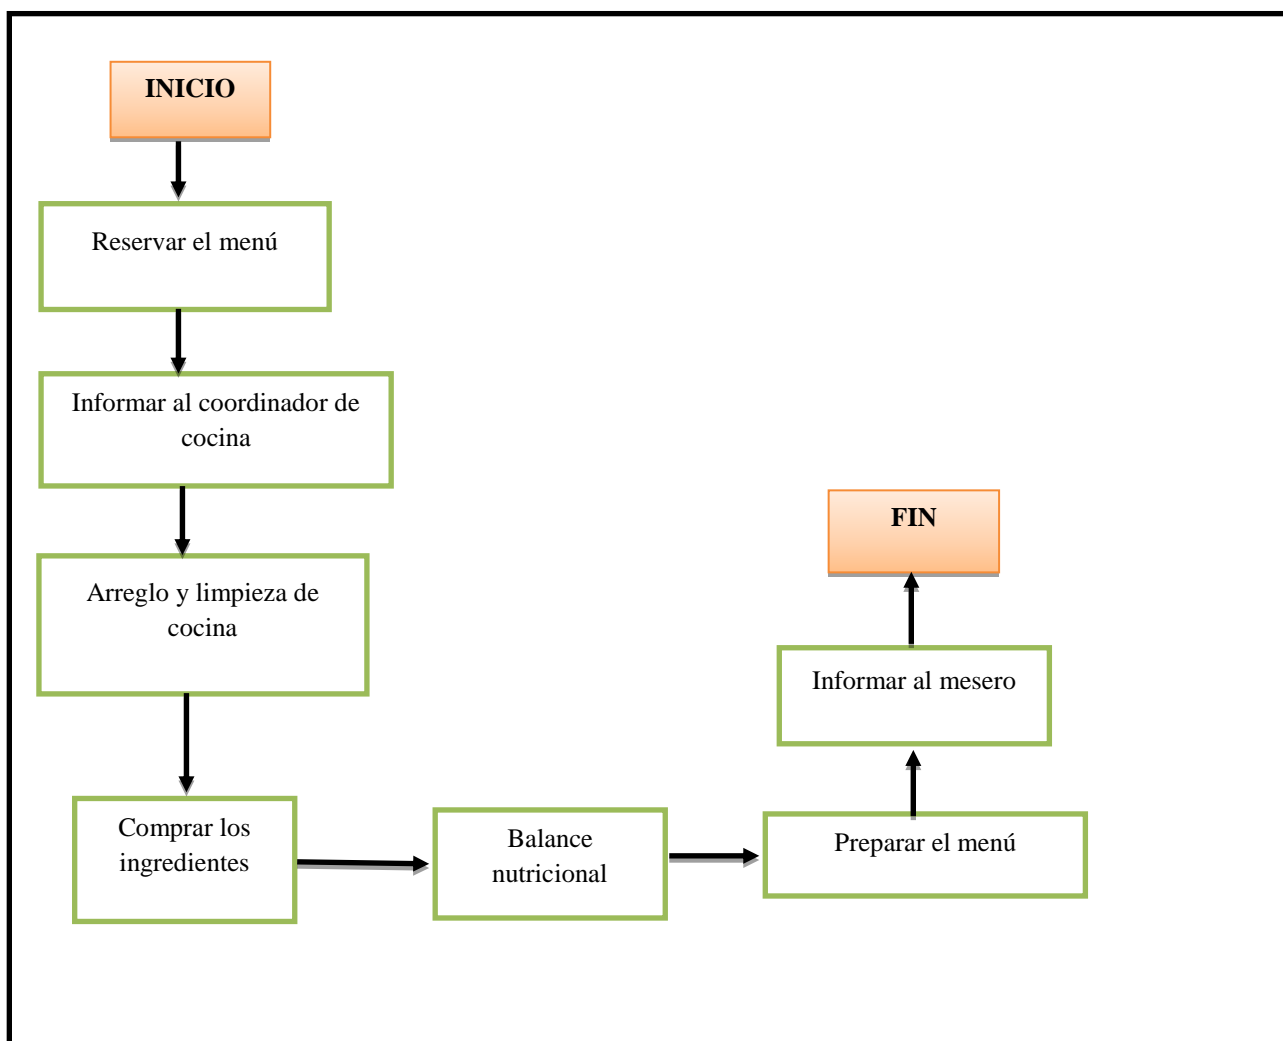 INICIO
Reservar el menú
Informar al coordinador de
cocina
Arreglo y limpieza de
cocina
Comprar los
ingredientes
Balance
nutricional
Preparar el menú
Informar al mesero
FIN